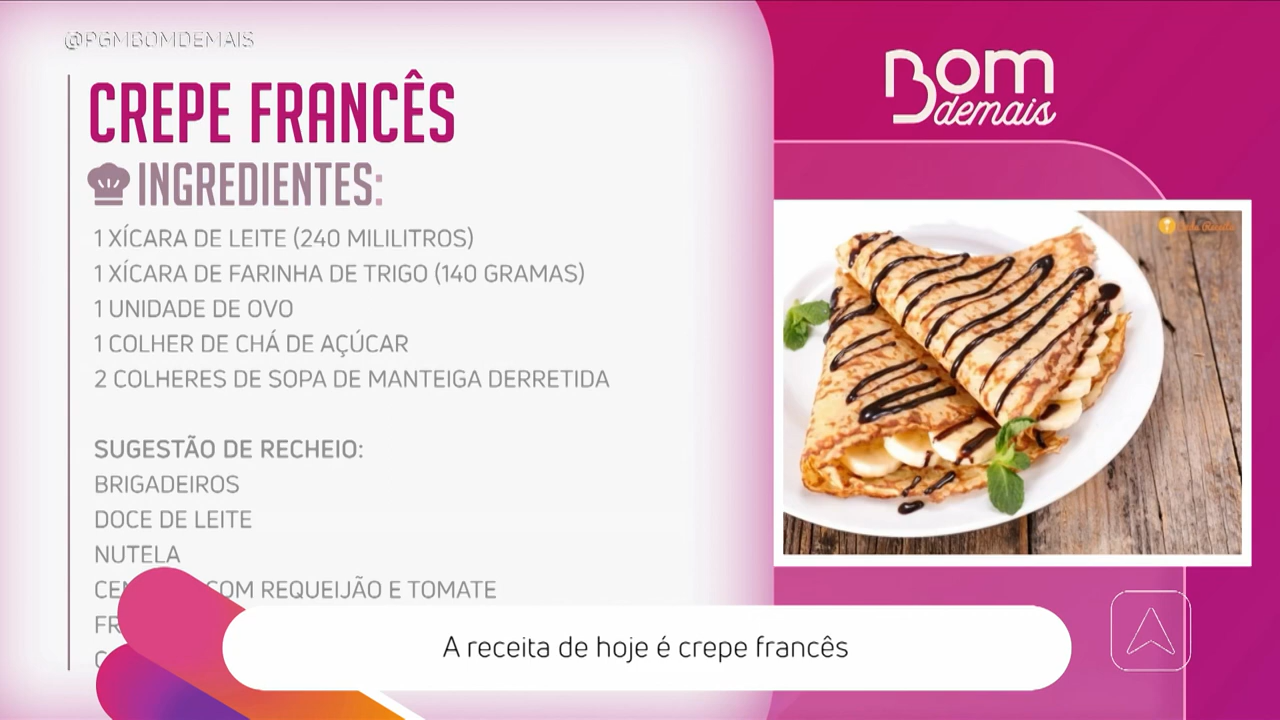 @PGMBOMDEMAIS
CREPE FRANCÊS
INGREDIENTES:
1 XÍCARA DE LEITE (240 MILILITROS)
1 XÍCARA DE FARINHA DE TRIGO (140 GRAMAS)
1 UNIDADE DE OVO
1 COLHER DE CHÁ DE AÇÚCAR
2 COLHERES DE SOPA DE MANTEIGA DERRETIDA
SUGESTÃO DE RECHEIO:
BRIGADEIROS
DOCE DE LEITE
NUTELA
COM REQUEIJÃO E TOMATE
A receita de hoje é crepe francês
Bom
demais